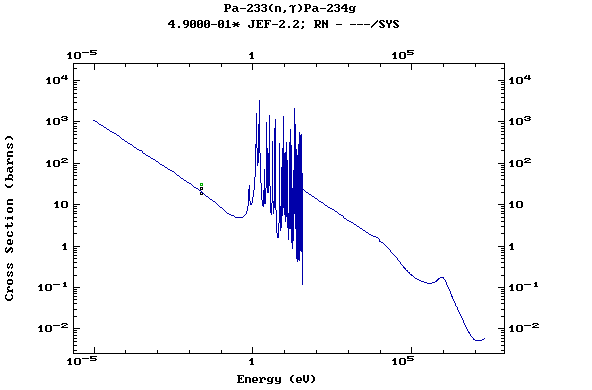 Pa-233(n,γ)Pa-234g
4.9000-01* JEF-2.2; RN - ---/SYS
10⁻⁵ 1 10⁵
10⁴ 10⁴
10³ 10³
10² 10²
10 10
1 1
10⁻¹ 10⁻¹
10⁻² 10⁻²
Cross Section (barns)
10⁻⁵ 1 10⁵
Energy (eV)